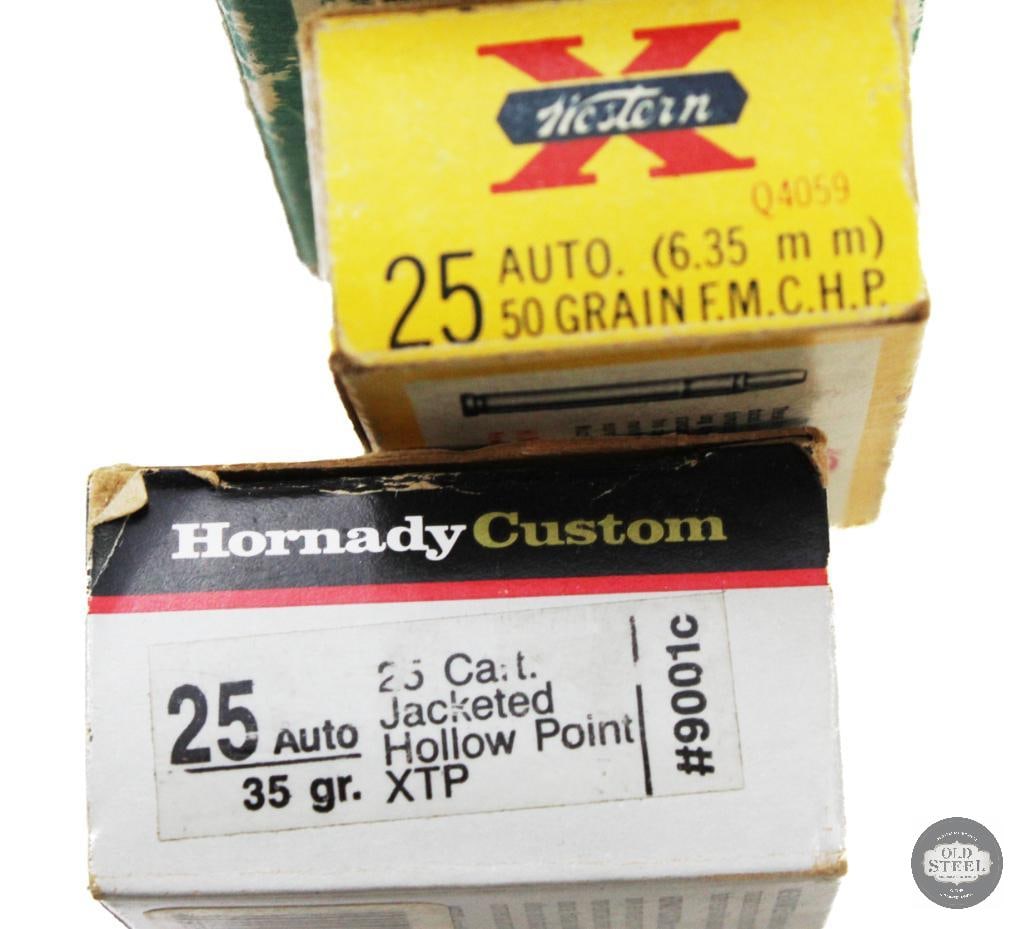 X
Western
Q4059
25 AUTO. (6.35 m m)
50 GRAIN F.M.C.H.P.
Hornady Custom
25 Auto
35 gr.
25 Cart.
Jacketed
Hollow Point
XTP
#9001c
OLD
STEEL